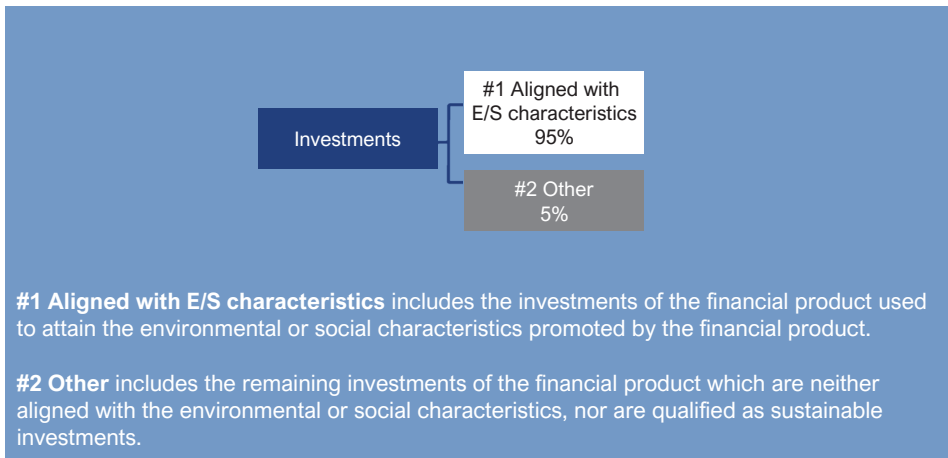 Investments
#1 Aligned with
E/S characteristics
95%
#2 Other
5%
#1 Aligned with E/S characteristics includes the investments of the financial product used
to attain the environmental or social characteristics promoted by the financial product.
#2 Other includes the remaining investments of the financial product which are neither
aligned with the environmental or social characteristics, nor are qualified as sustainable
investments.